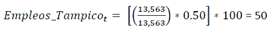 Empleos_Tampico_t = [(13,563/13,563) * 0.50] * 100 = 50